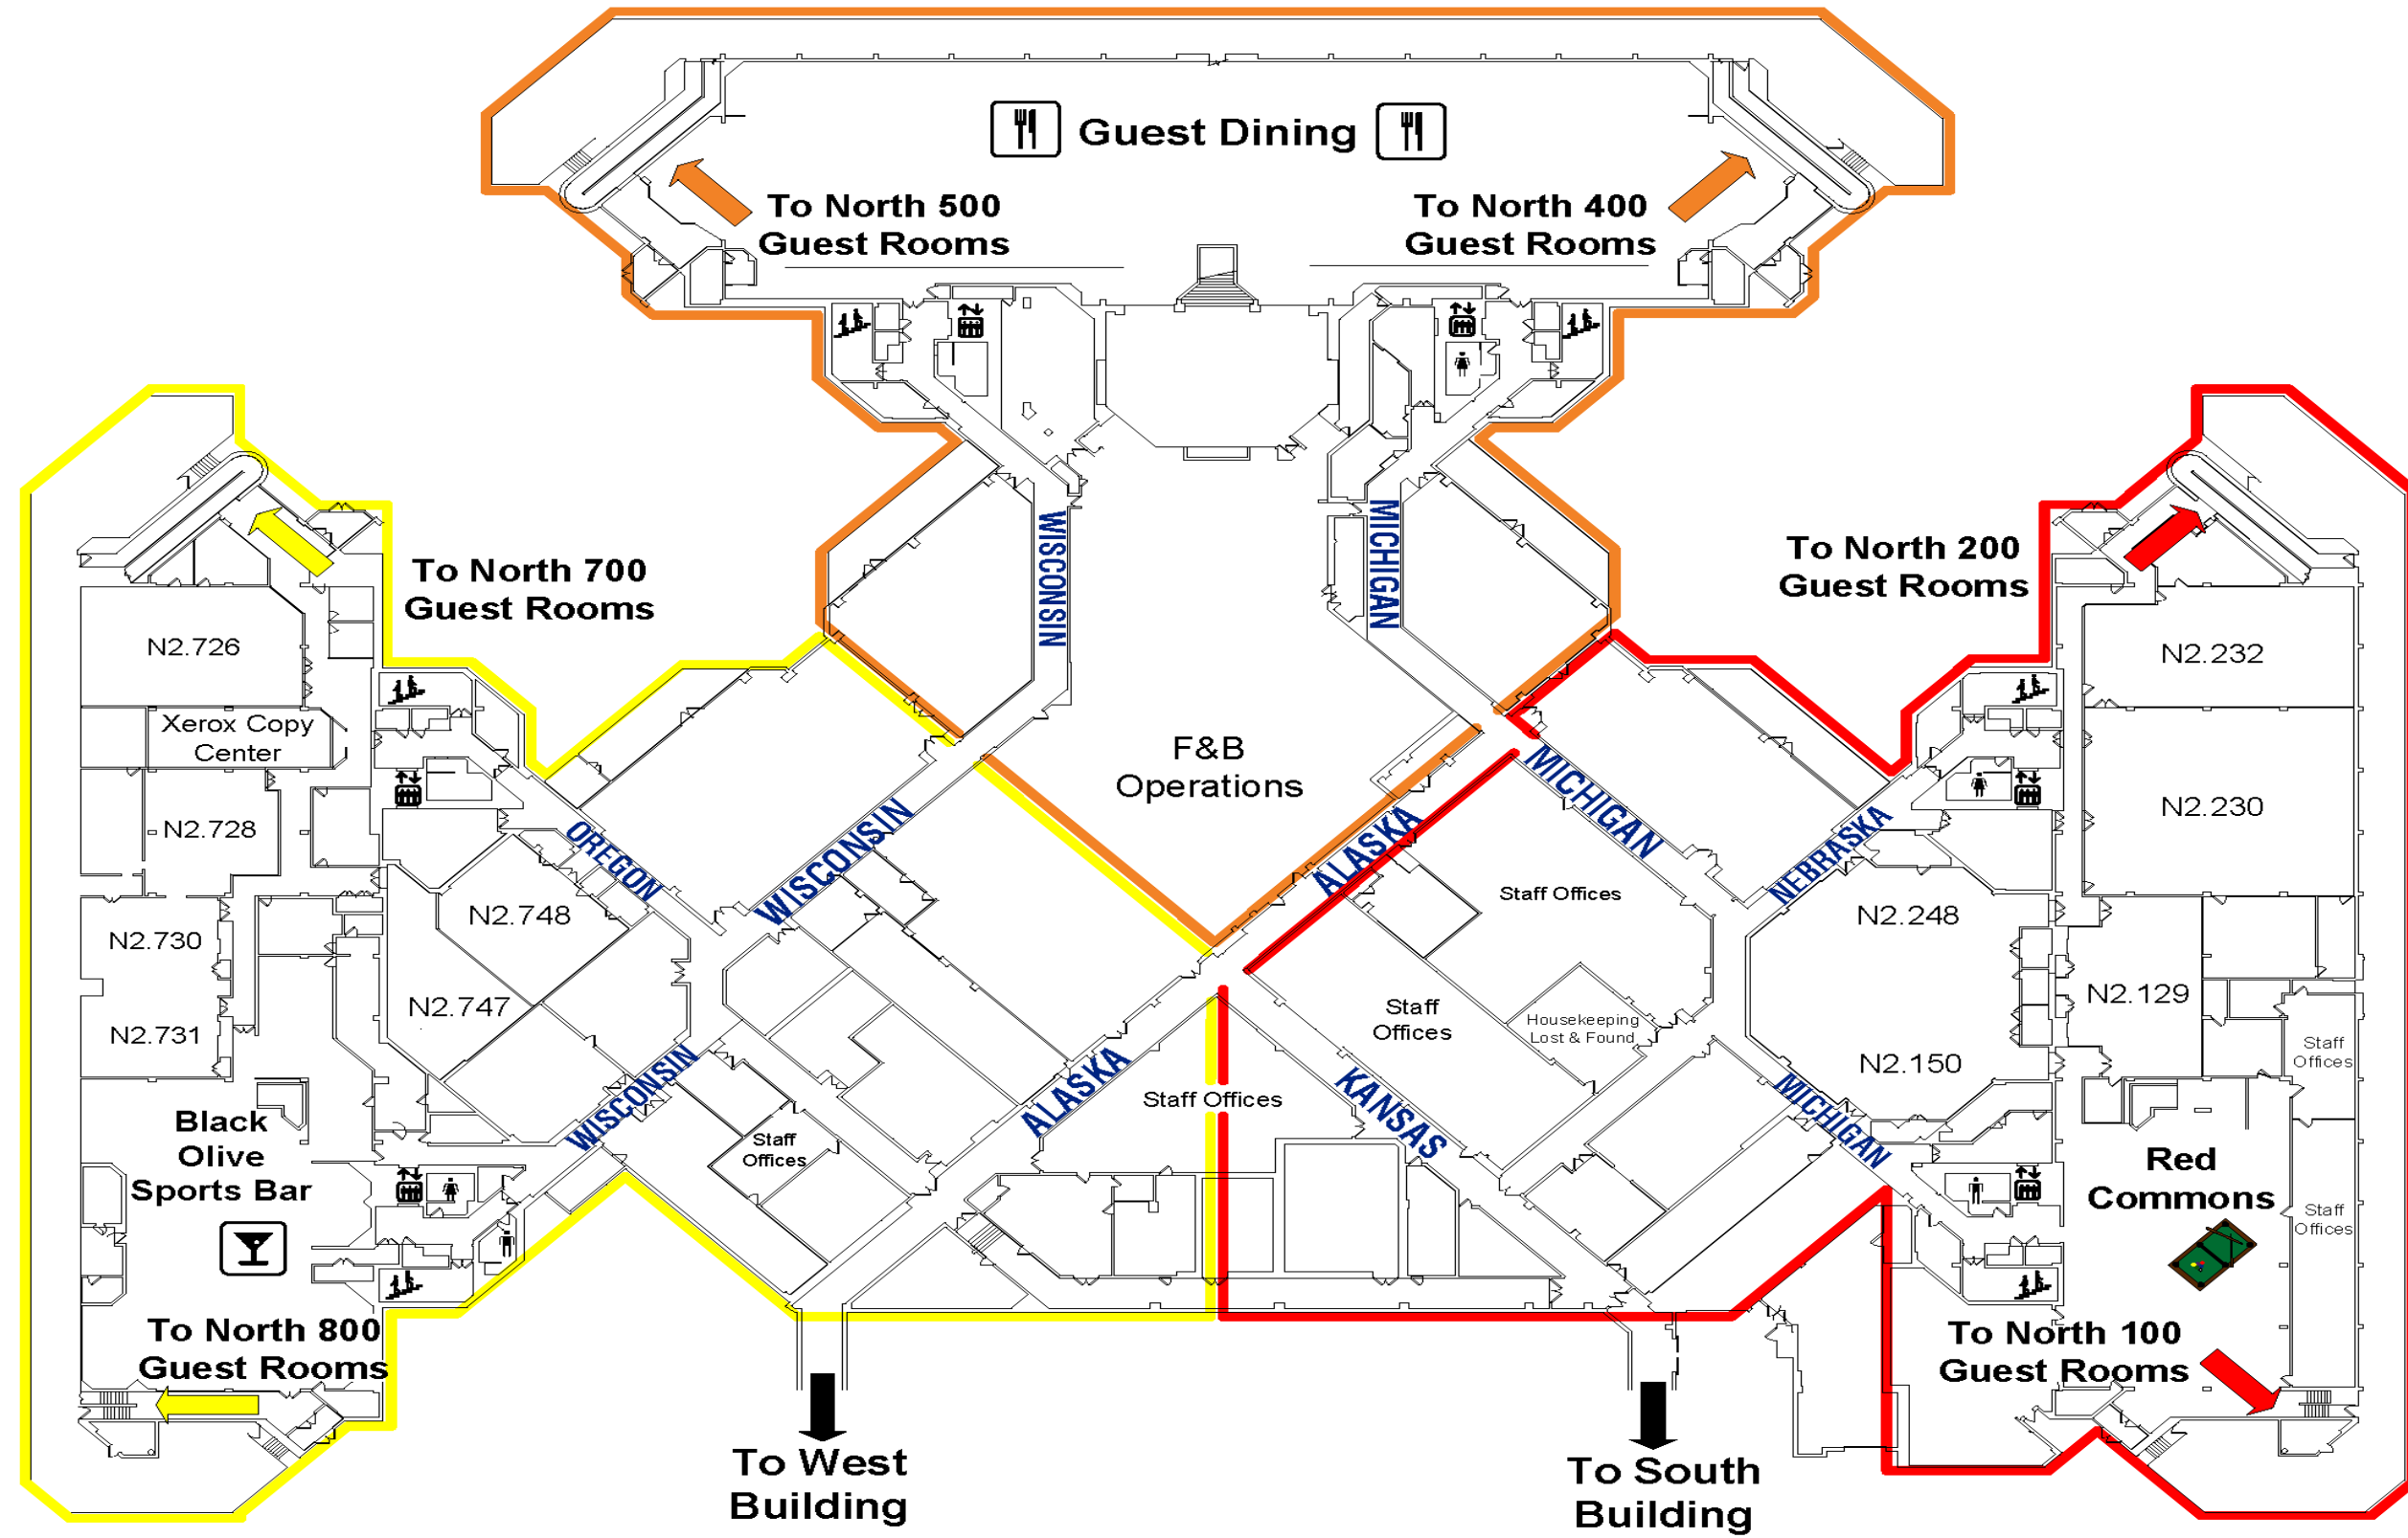 Guest Dining
To North 500
Guest Rooms
To North 400
Guest Rooms
WISCONSIN
MICHIGAN
To North 700
Guest Rooms
To North 200
Guest Rooms
N2.726
N2.232
Xerox Copy
Center
F&B
Operations
MICHIGAN
N2.728
N2.230
OREGON
WISCONSIN
ALASKA
NEBRASKA
Staff Offices
N2.748
N2.248
N2.730
N2.747
N2.129
Staff
Offices
Housekeeping
Lost & Found
N2.731
N2.150
Staff
Offices
WISCONSIN
ALASKA
KANSAS
MICHIGAN
Staff Offices
Black
Olive
Sports Bar
Staff
Offices
Red
Commons
Staff
Offices
To North 800
Guest Rooms
To North 100
Guest Rooms
To West
Building
To South
Building